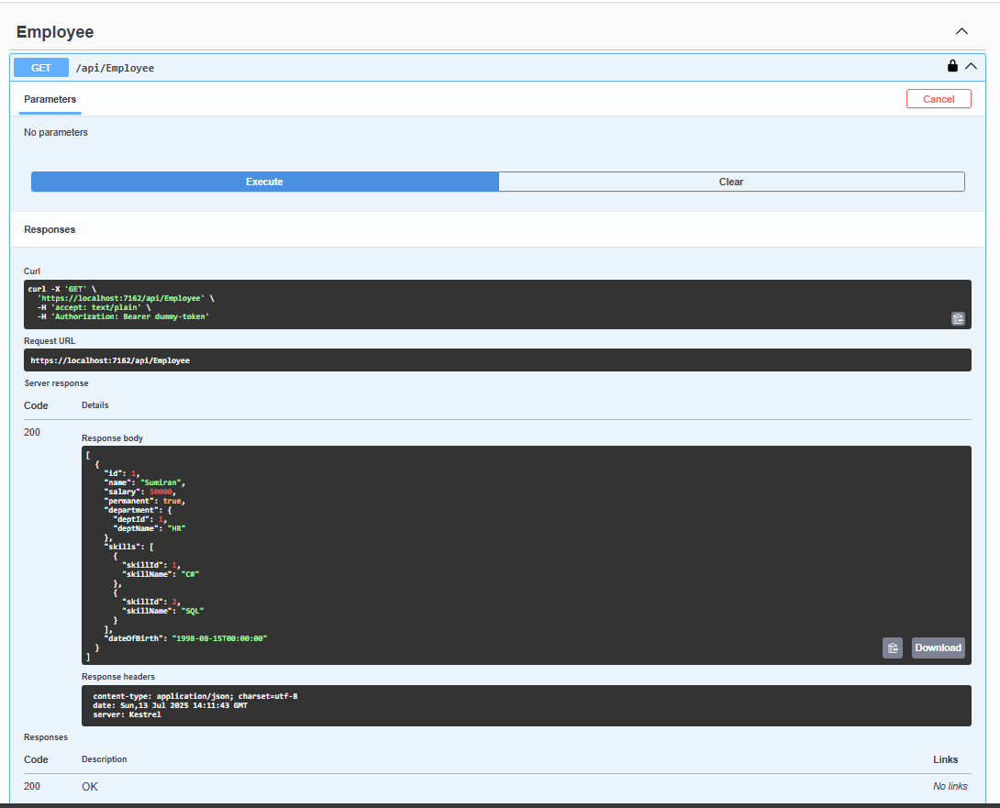 Employee
GET /api/Employee
Parameters
Cancel
No parameters
Execute
Clear
Responses
Curl
curl -X 'GET' \
  'https://localhost:7162/api/Employee' \
  -H 'accept: text/plain' \
  -H 'Authorization: Bearer dummy-token'
Request URL
https://localhost:7162/api/Employee
Server response
Code Details
200
Response body
[
  {
    "id": 1,
    "name": "Sumiran",
    "salary": 50000,
    "permanent": true,
    "department": {
      "deptId": 1,
      "deptName": "HR"
    },
    "skills": [
      {
        "skillId": 1,
        "skillName": "C#"
      },
      {
        "skillId": 2,
        "skillName": "SQL"
      }
    ],
    "dateOfBirth": "1998-08-15T00:00:00"
  }
]
Download
Response headers
content-type: application/json; charset=utf-8
date: Sun,13 Jul 2025 14:11:43 GMT
server: Kestrel
Responses
Code Description Links
200 OK No links